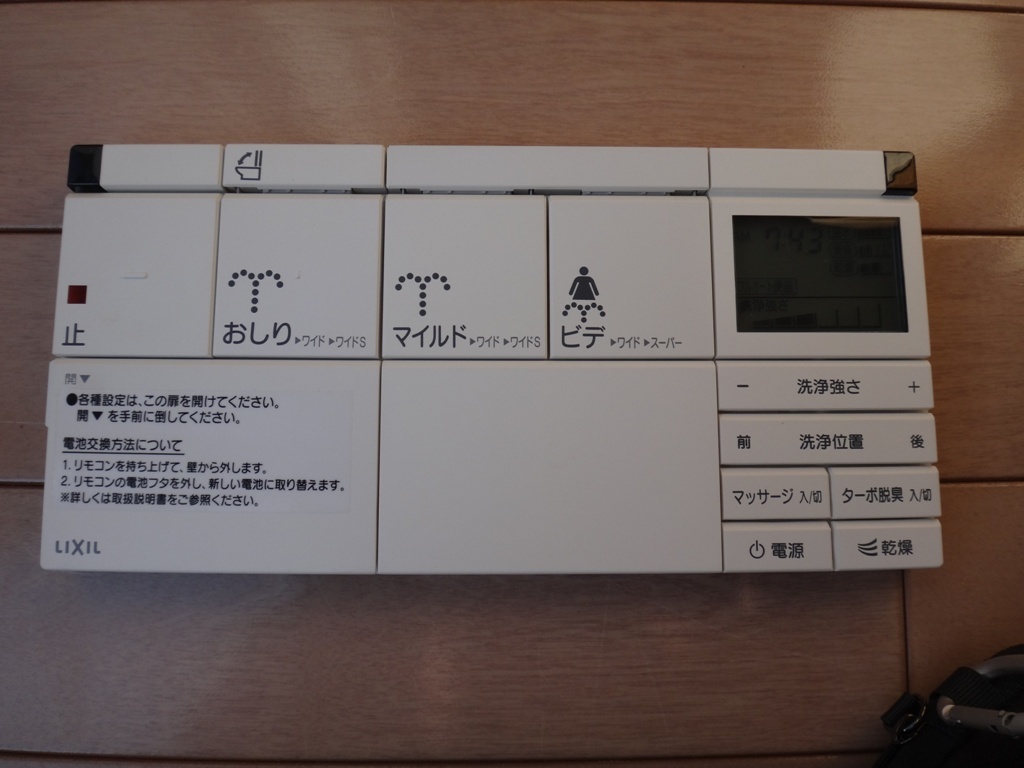 7:43
洗浄強さ
止
おしり ▶ワイド ▶ワイドS
マイルド ▶ワイド ▶ワイドS
ビデ ▶ワイド ▶スーパー
開▼
●各種設定は、この扉を開けてください。
開▼を手前に倒してください。
電池交換方法について
1. リモコンを持ち上げて、壁から外します。
2. リモコンの電池フタを外し、新しい電池に取り替えます。
※詳しくは取扱説明書をご参照ください。
LIXIL
− 洗浄強さ +
前 洗浄位置 後
マッサージ 入/切 ターボ脱臭 入/切
電源 乾燥